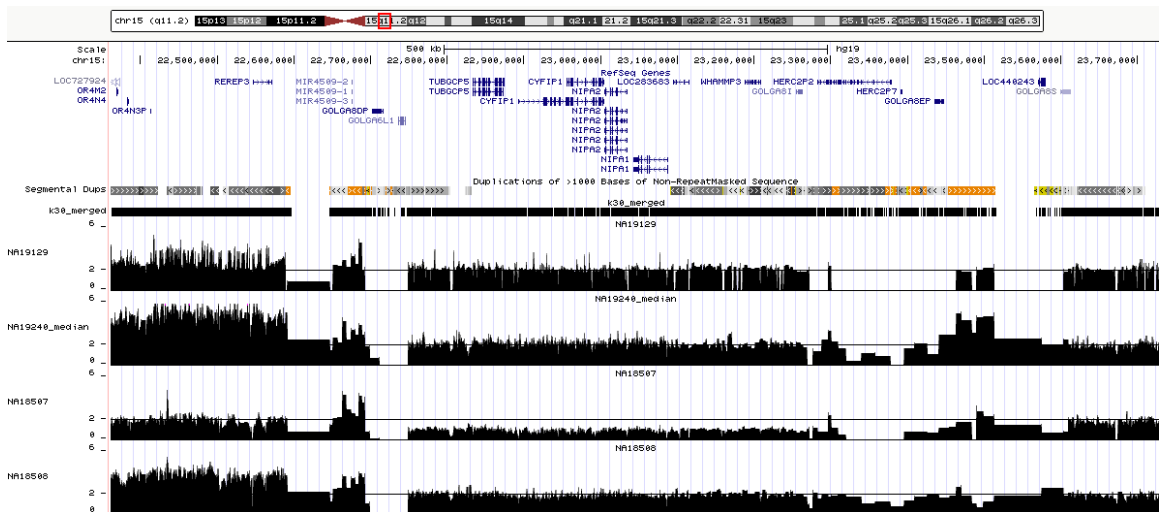 chr15 (q11.2) 15p13 15p12 15p11.2 15q11.2 q12 15q14 q21.1 21.2 15q21.3 q22.2 22.31 15q23 25.1 q25.2 q25.3 15q26.1 q26.2 q26.3
Scale 500 kb hg19
chr15: 22,500,000 22,600,000 22,700,000 22,800,000 22,900,000 23,000,000 23,100,000 23,200,000 23,300,000 23,400,000 23,500,000 23,600,000 23,700,000
RefSeq Genes
LOC727924 REREP3 MIR4509-2 TUBGCP5 CYFIP1 LOC283683 WHAMMP3 HERC2P2 LOC440243
OR4M2 MIR4509-1 TUBGCP5 NIPA2 GOLGA8I HERC2P7 GOLGA8S
OR4N4 MIR4509-3 CYFIP1 NIPA2 GOLGA8EP
OR4N3P GOLGA8DP NIPA2
GOLGA6L1 NIPA2
NIPA2
NIPA2
NIPA2
NIPA1
NIPA1
Duplications of >1000 Bases of Non-RepeatMasked Sequence
Segmental Dups
k30_merged
k30_merged
NA19129
6
NA19129
2
0
NA19240_median
6
NA19240_median
2
0
NA18507
6
NA18507
2
0
NA18508
6
NA18508
2
0